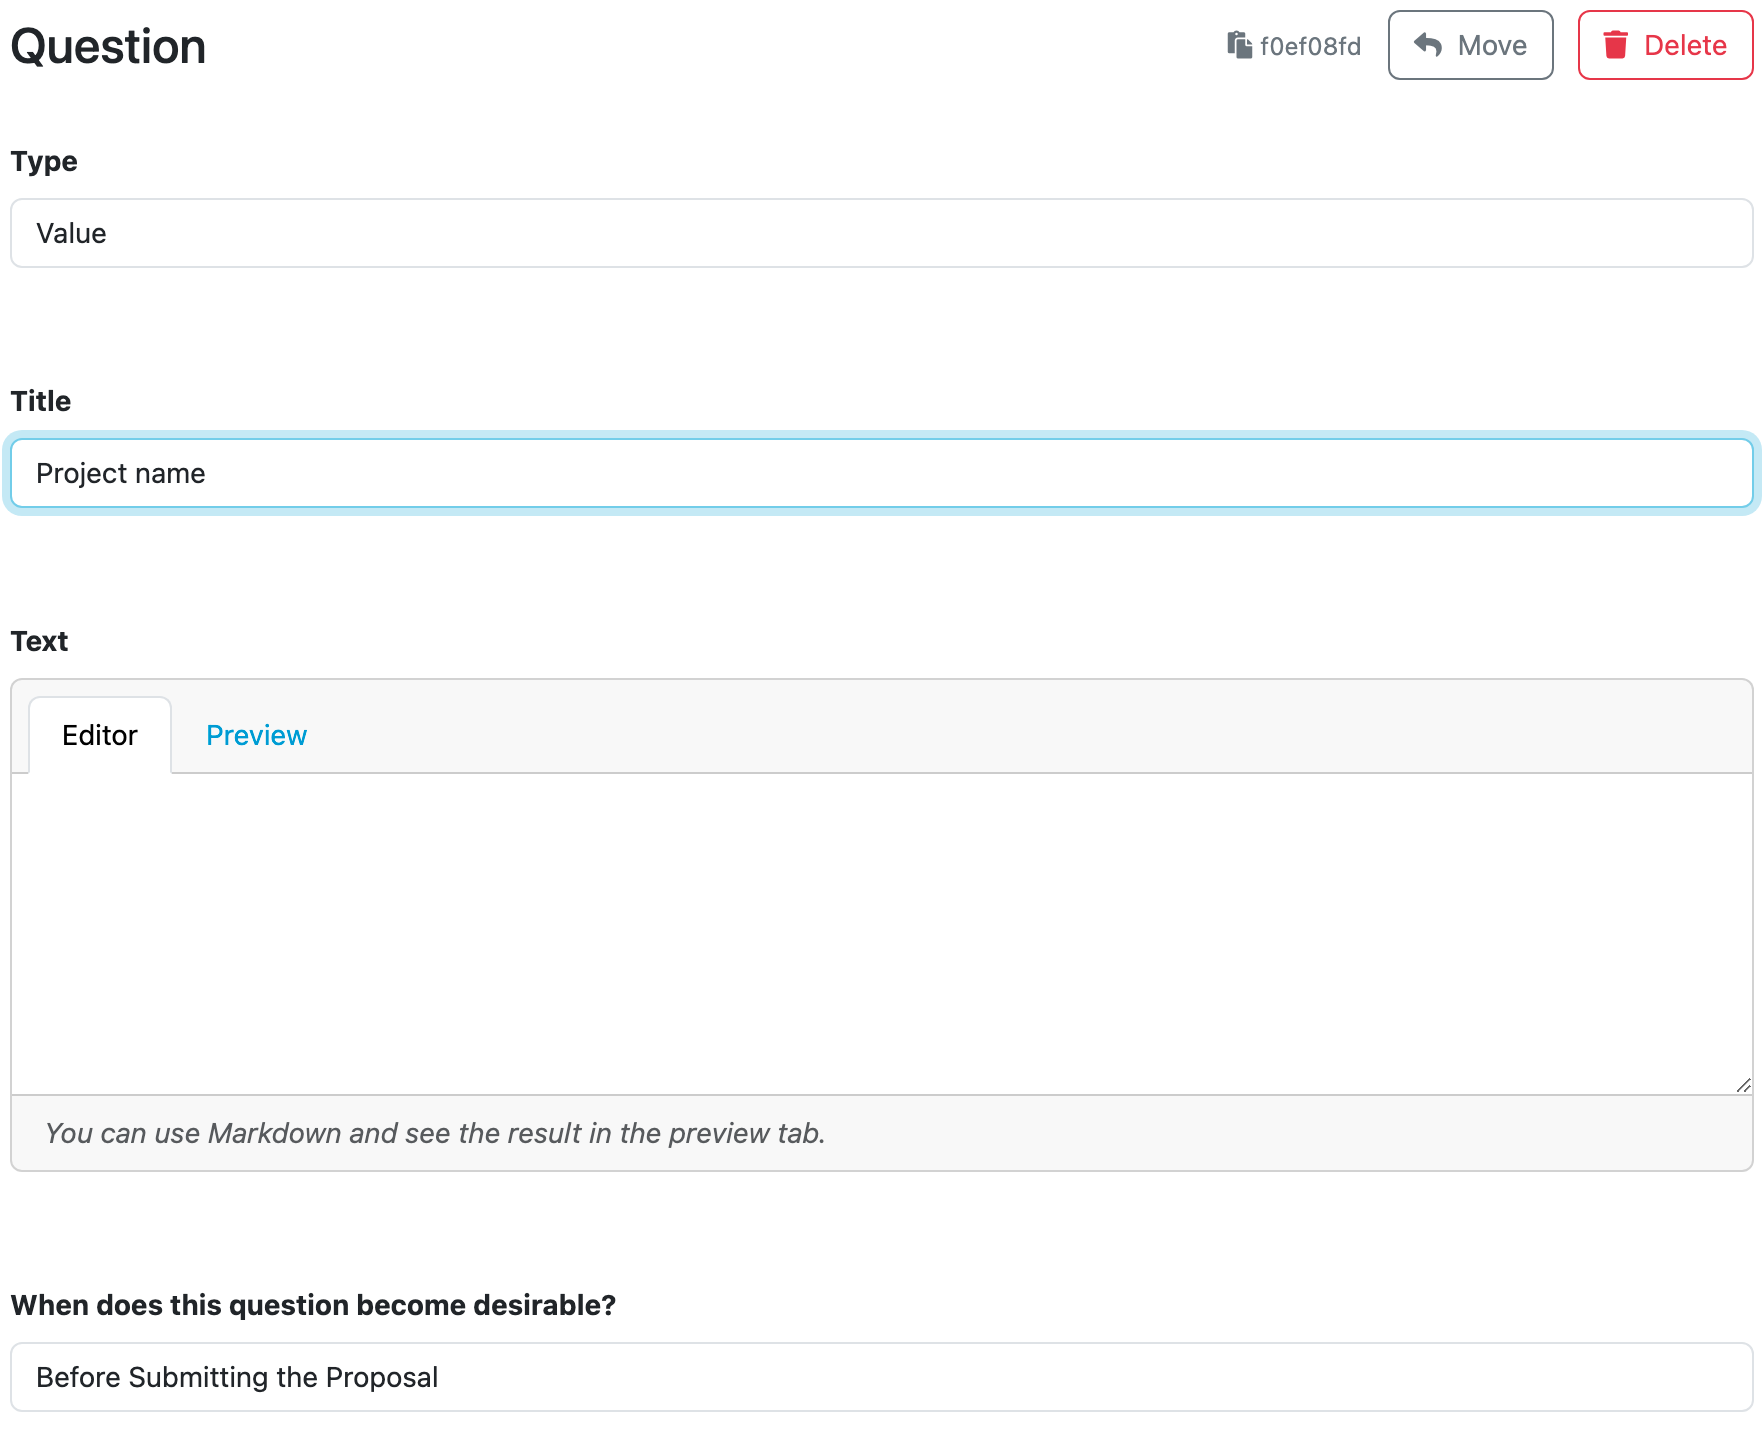 Question
f0ef08fd
Move
Delete
Type
Value
Title
Project name
Text
Editor
Preview
You can use Markdown and see the result in the preview tab.
When does this question become desirable?
Before Submitting the Proposal